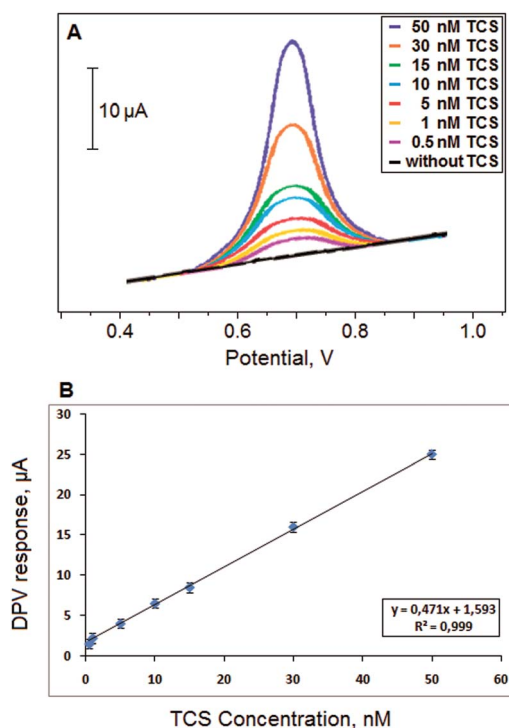 A
10 µA
50 nM TCS
30 nM TCS
15 nM TCS
10 nM TCS
5 nM TCS
1 nM TCS
0.5 nM TCS
without TCS
0.4 0.6 0.8 1.0
Potential, V
B
30
25
20
15
10
5
0
DPV response, µA
y = 0,471x + 1,593
R² = 0,999
0 10 20 30 40 50 60
TCS Concentration, nM